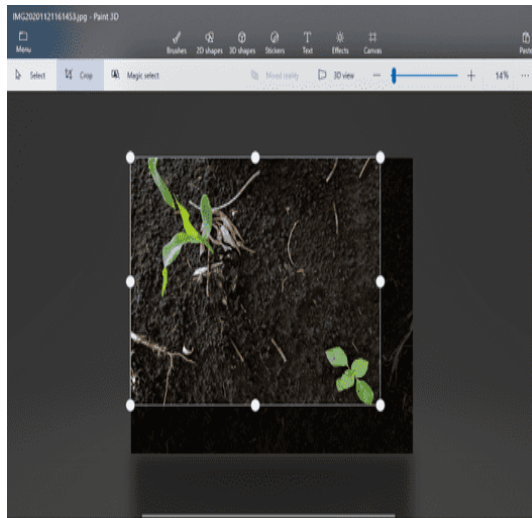 IMG20201121161453.jpg - Paint 3D
Menu Brushes 2D shapes 3D shapes Stickers Text Effects Canvas Paste
Select Crop Magic select Mixed reality 3D view 14%